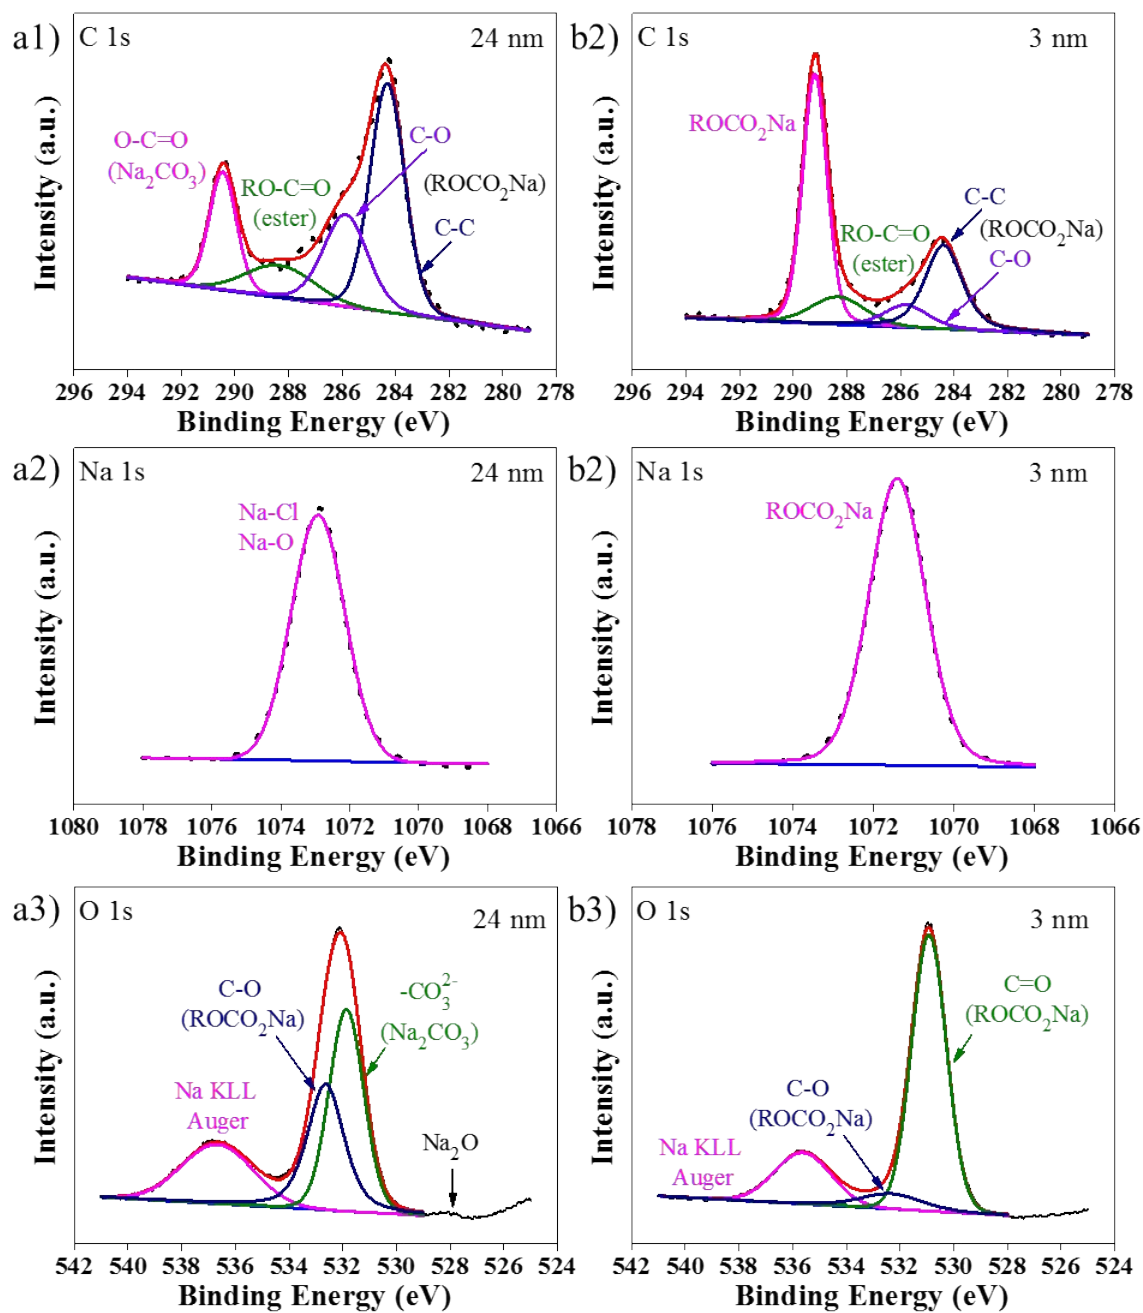 a1)
C 1s
24 nm
O-C=O
(Na₂CO₃)
RO-C=O
(ester)
C-O
(ROCO₂Na)
C-C
Intensity (a.u.)
296 294 292 290 288 286 284 282 280 278
Binding Energy (eV)
b2)
C 1s
3 nm
ROCO₂Na
RO-C=O
(ester)
C-C
(ROCO₂Na)
C-O
Intensity (a.u.)
296 294 292 290 288 286 284 282 280 278
Binding Energy (eV)
a2)
Na 1s
24 nm
Na-Cl
Na-O
Intensity (a.u.)
1080 1078 1076 1074 1072 1070 1068 1066
Binding Energy (eV)
b2)
Na 1s
3 nm
ROCO₂Na
Intensity (a.u.)
1078 1076 1074 1072 1070 1068 1066
Binding Energy (eV)
a3)
O 1s
24 nm
C-O
(ROCO₂Na)
-CO₃²⁻
(Na₂CO₃)
Na KLL
Auger
Na₂O
Intensity (a.u.)
542 540 538 536 534 532 530 528 526 524
Binding Energy (eV)
b3)
O 1s
3 nm
C=O
(ROCO₂Na)
C-O
(ROCO₂Na)
Na KLL
Auger
Intensity (a.u.)
542 541 540 538 536 534 532 530 528 526 524
Binding Energy (eV)